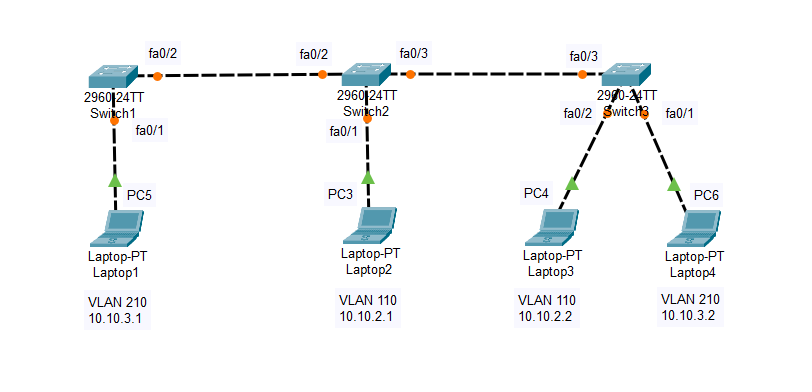 fa0/2
fa0/2
fa0/3
fa0/3
2960-24TT
Switch1
2960-24TT
Switch2
2960-24TT
Switch3
fa0/1
fa0/1
fa0/2
fa0/1
PC5
PC3
PC4
PC6
Laptop-PT
Laptop1
Laptop-PT
Laptop2
Laptop-PT
Laptop3
Laptop-PT
Laptop4
VLAN 210
10.10.3.1
VLAN 110
10.10.2.1
VLAN 110
10.10.2.2
VLAN 210
10.10.3.2